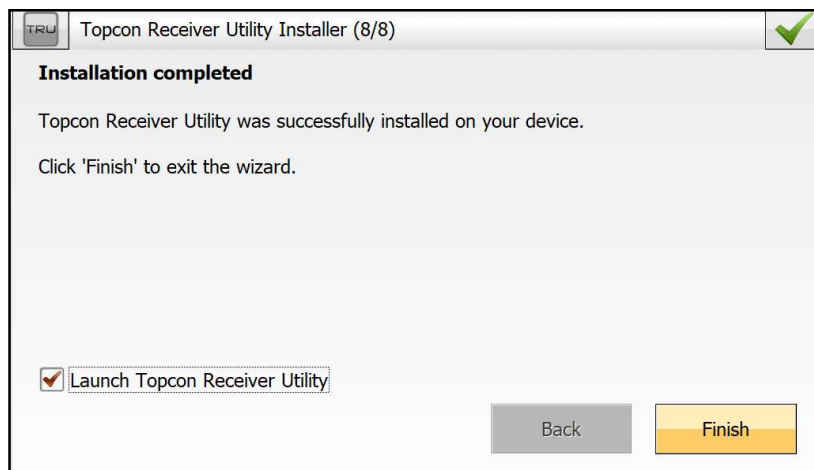 TRU Topcon Receiver Utility Installer (8/8)
Installation completed
Topcon Receiver Utility was successfully installed on your device.
Click 'Finish' to exit the wizard.
Launch Topcon Receiver Utility
Back Finish